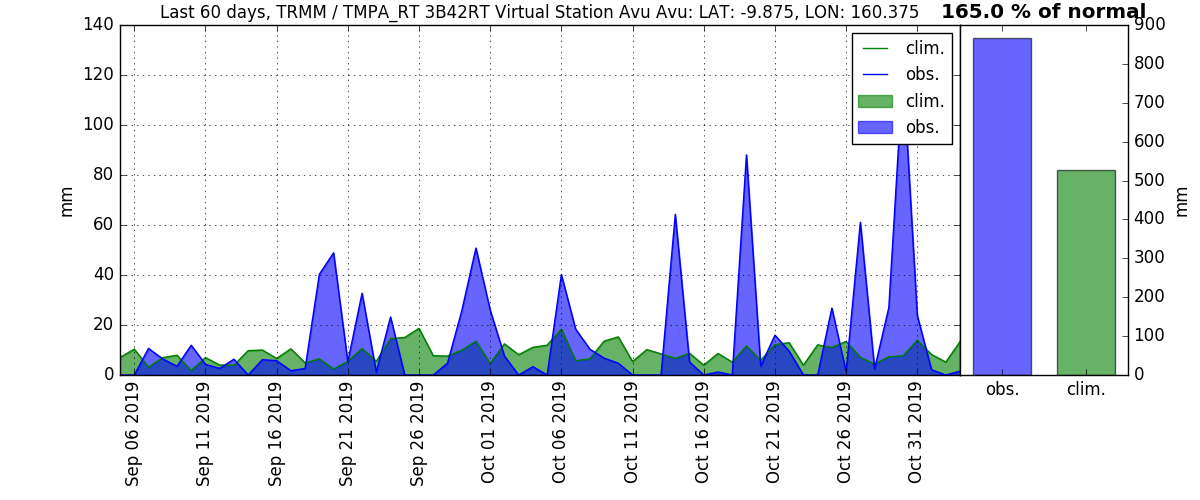 Last 60 days, TRMM / TMPA_RT 3B42RT Virtual Station Avu Avu: LAT: -9.875, LON: 160.375
165.0 % of normal
140
120
100
80
60
40
20
0
mm
clim.
obs.
clim.
obs.
900
800
700
600
500
400
300
200
100
0
mm
obs.
clim.
Sep 06 2019
Sep 11 2019
Sep 16 2019
Sep 21 2019
Sep 26 2019
Oct 01 2019
Oct 06 2019
Oct 11 2019
Oct 16 2019
Oct 21 2019
Oct 26 2019
Oct 31 2019